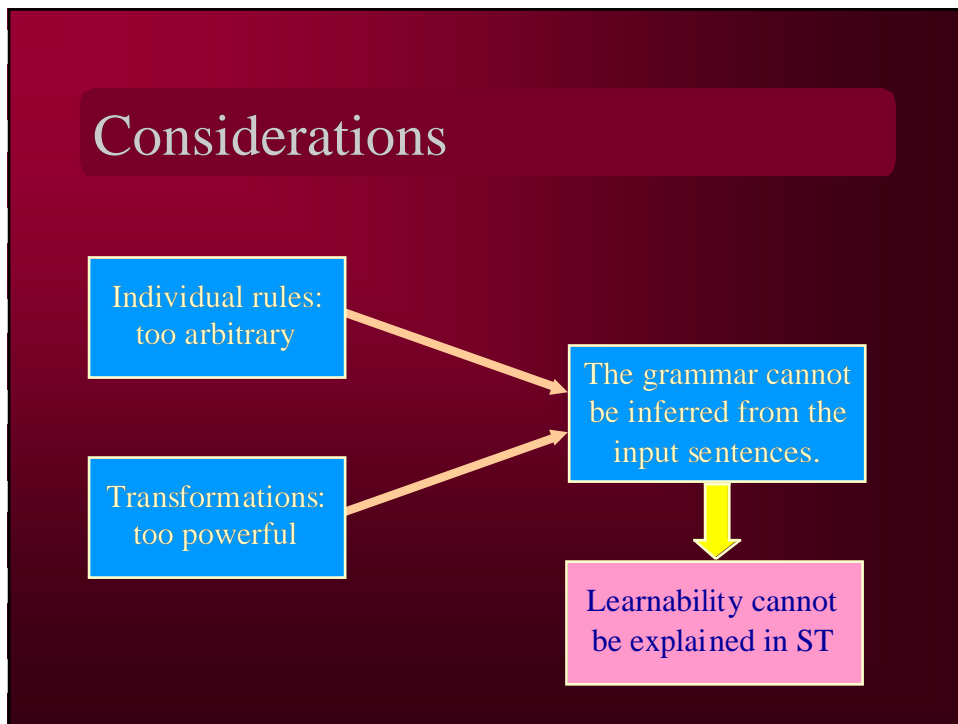 Considerations
Individual rules:
too arbitrary
Transformations:
too powerful
The grammar cannot
be inferred from the
input sentences.
Learnability cannot
be explained in ST